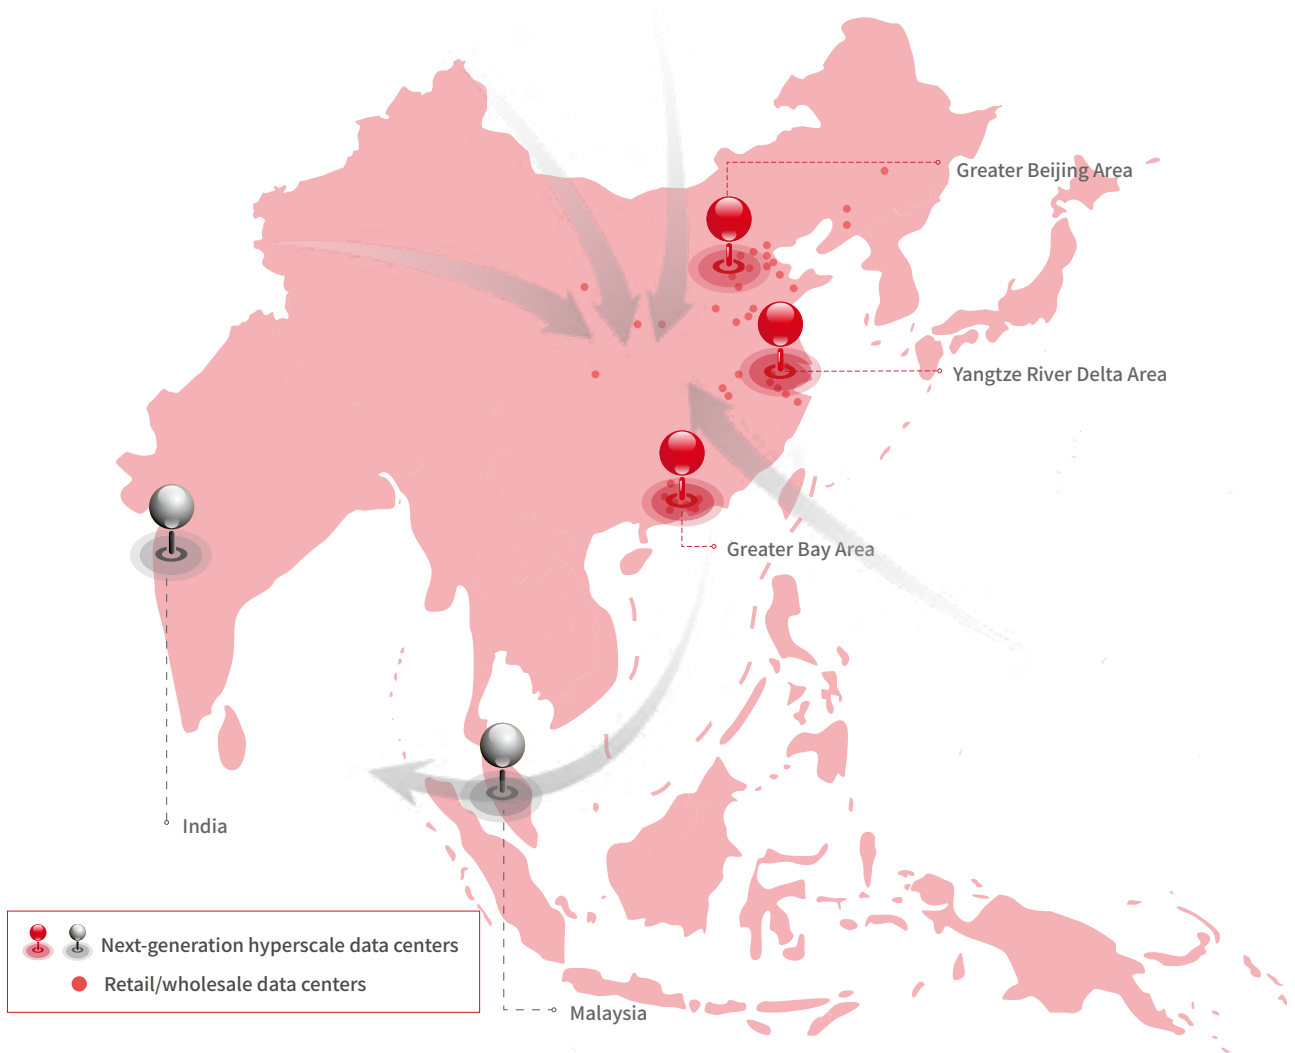 Greater Beijing Area
Yangtze River Delta Area
Greater Bay Area
India
Next-generation hyperscale data centers
Retail/wholesale data centers
Malaysia